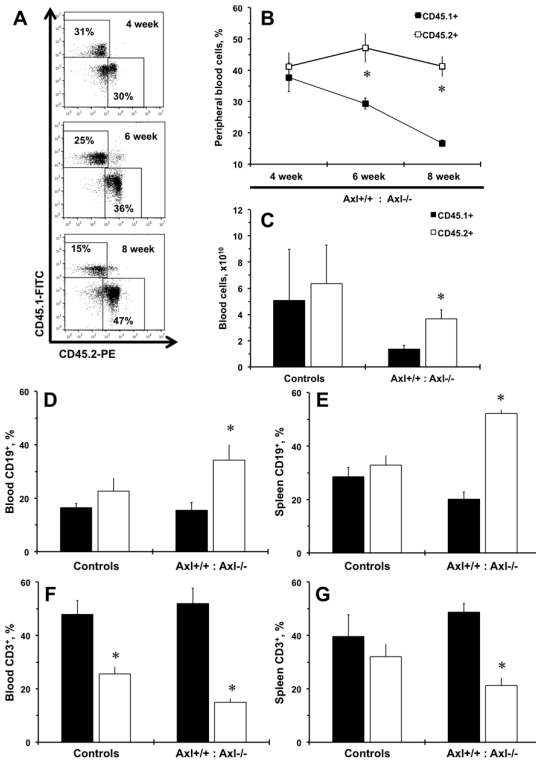 A
31%
4 week
30%
25%
6 week
36%
15%
8 week
47%
CD45.1-FITC
CD45.2-PE
B
CD45.1+
CD45.2+
Peripheral blood cells, %
60
50
40
30
20
10
*
*
4 week 6 week 8 week
Axl+/+ : Axl-/-
C
CD45.1+
CD45.2+
Blood cells, x10¹⁰
12
10
8
6
4
2
0
*
Controls Axl+/+ : Axl-/-
D
Blood CD19⁺, %
60
40
20
0
*
Controls Axl+/+ : Axl-/-
E
Spleen CD19⁺, %
60
40
20
0
*
Controls Axl+/+ : Axl-/-
F
Blood CD3⁺, %
60
40
20
0
*
*
Controls Axl+/+ : Axl-/-
G
Spleen CD3⁺, %
60
40
20
0
*
Controls Axl+/+ : Axl-/-